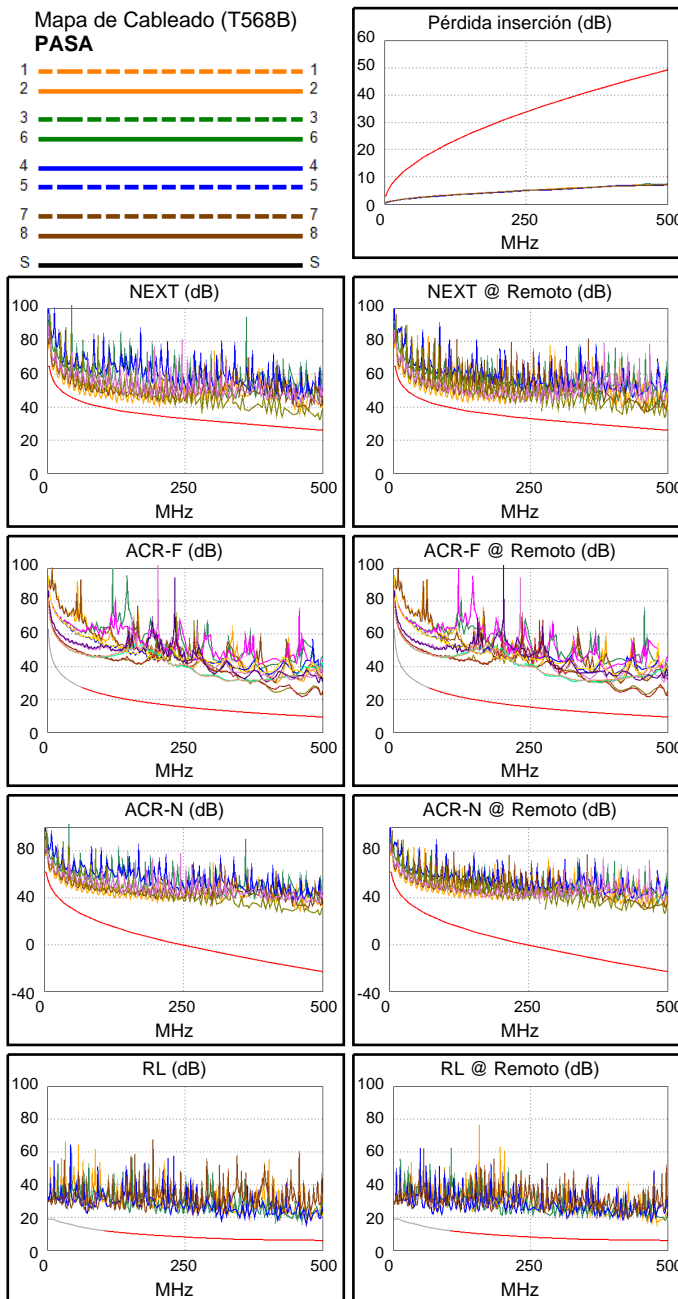 Mapa de Cableado (T568B)
PASA
1 1
2 2
3 3
6 6
4 4
5 5
7 7
8 8
S S
Pérdida inserción (dB)
60
50
40
30
20
10
0
0 250 500
MHz
NEXT (dB)
100
80
60
40
20
0
0 250 500
MHz
NEXT @ Remoto (dB)
100
80
60
40
20
0
0 250 500
MHz
ACR-F (dB)
100
80
60
40
20
0
0 250 500
MHz
ACR-F @ Remoto (dB)
100
80
60
40
20
0
0 250 500
MHz
ACR-N (dB)
80
40
0
-40
0 250 500
MHz
ACR-N @ Remoto (dB)
80
40
0
-40
0 250 500
MHz
RL (dB)
100
80
60
40
20
0
0 250 500
MHz
RL @ Remoto (dB)
100
80
60
40
20
0
0 250 500
MHz